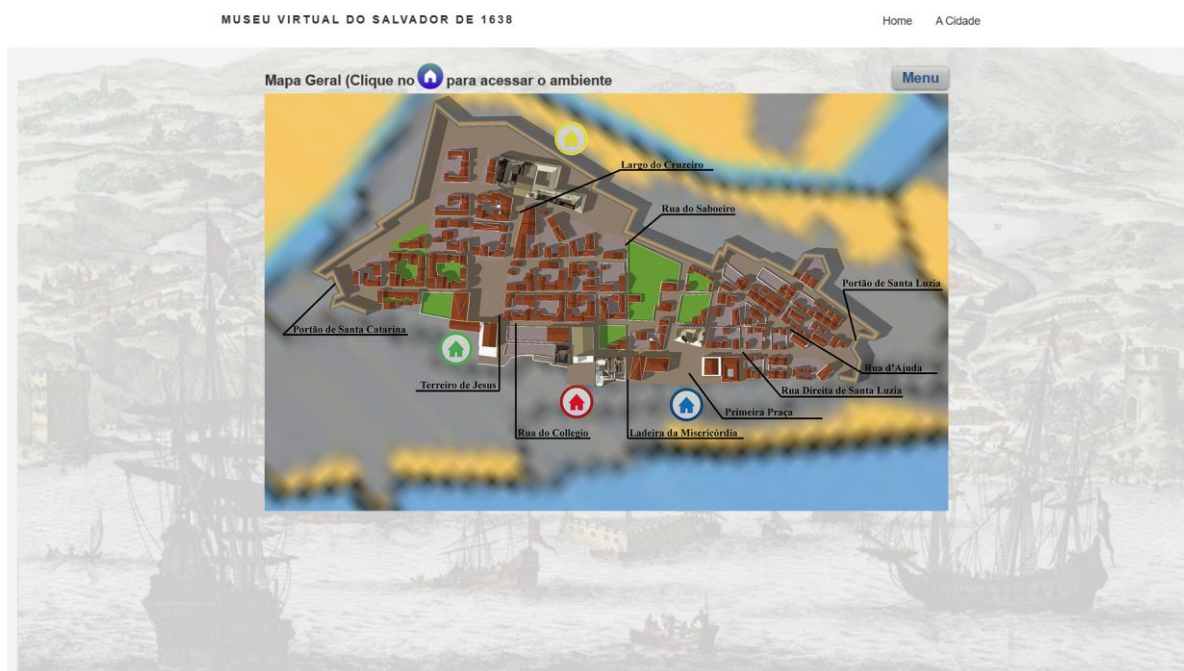 MUSEU VIRTUAL DO SALVADOR DE 1638
Home A Cidade
Mapa Geral (Clique no para acessar o ambiente
Menu
Largo do Cruzeiro
Rua do Saboeiro
Portão de Santa Luzia
Portão de Santa Catarina
Rua d'Ajuda
Terreiro de Jesus
Rua Direita de Santa Luzia
Primeira Praça
Rua do Collegio
Ladeira da Misericórdia